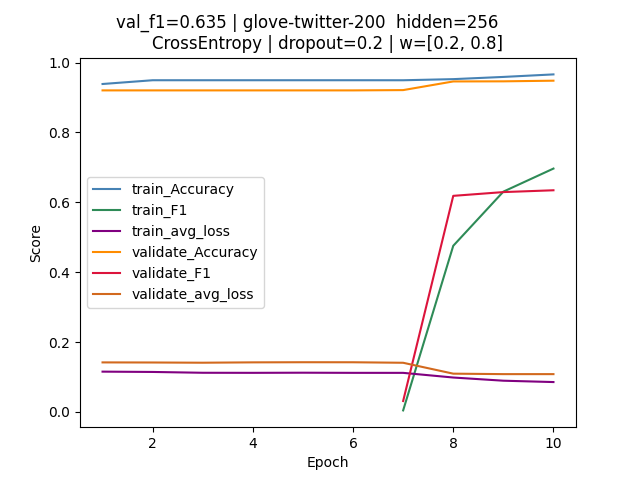 val_f1=0.635 | glove-twitter-200  hidden=256
CrossEntropy | dropout=0.2 | w=[0.2, 0.8]
1.0
0.8
0.6
0.4
0.2
0.0
Score
train_Accuracy
train_F1
train_avg_loss
validate_Accuracy
validate_F1
validate_avg_loss
2 4 6 8 10
Epoch